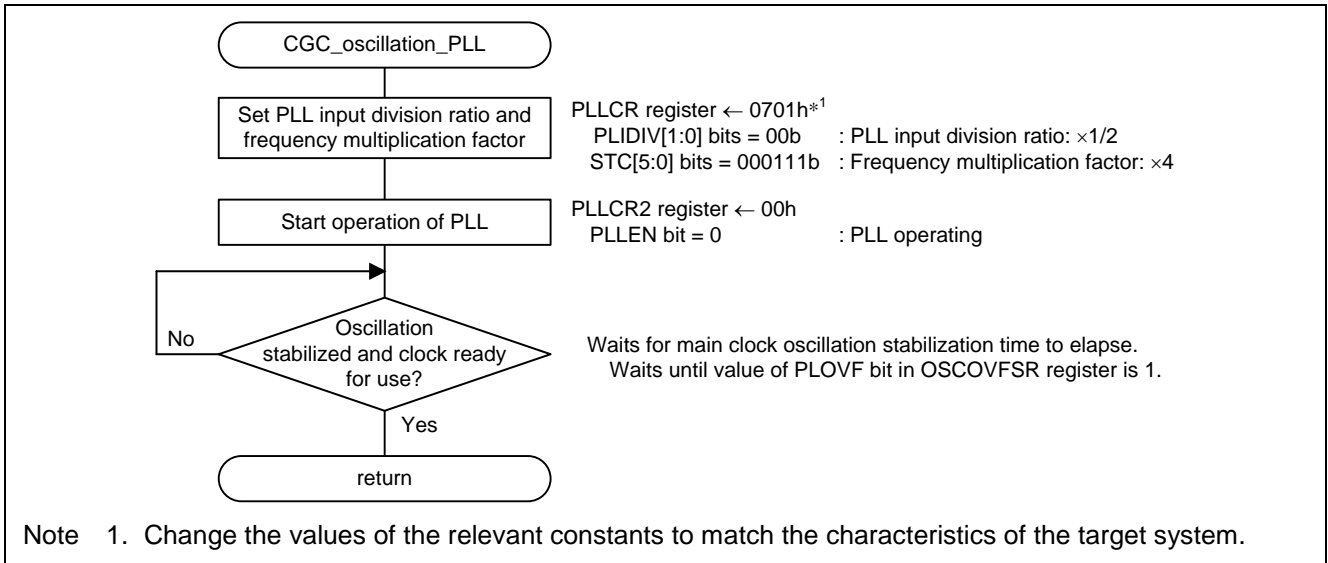 CGC_oscillation_PLL
Set PLL input division ratio and
frequency multiplication factor
PLLCR register ← 0701h*1
PLIDIV[1:0] bits = 00b : PLL input division ratio: ×1/2
STC[5:0] bits = 000111b : Frequency multiplication factor: ×4
Start operation of PLL
PLLCR2 register ← 00h
PLLEN bit = 0 : PLL operating
No
Oscillation
stabilized and clock ready
for use?
Waits for main clock oscillation stabilization time to elapse.
Waits until value of PLOVF bit in OSCOVFSR register is 1.
Yes
return
Note 1. Change the values of the relevant constants to match the characteristics of the target system.